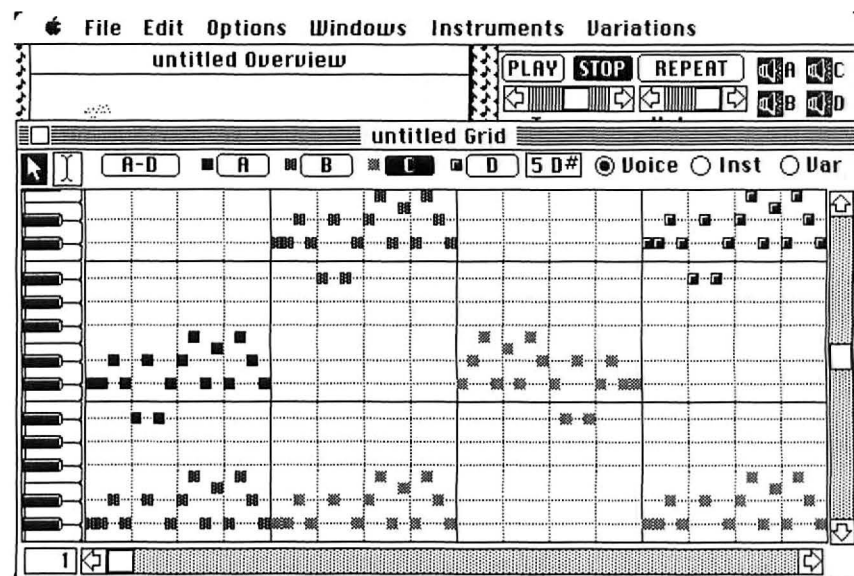 File Edit Options Windows Instruments Variations
untitled Overview
PLAY STOP REPEAT A C
B D
untitled Grid
A-D A B C D 5 D# Voice Inst Var
1